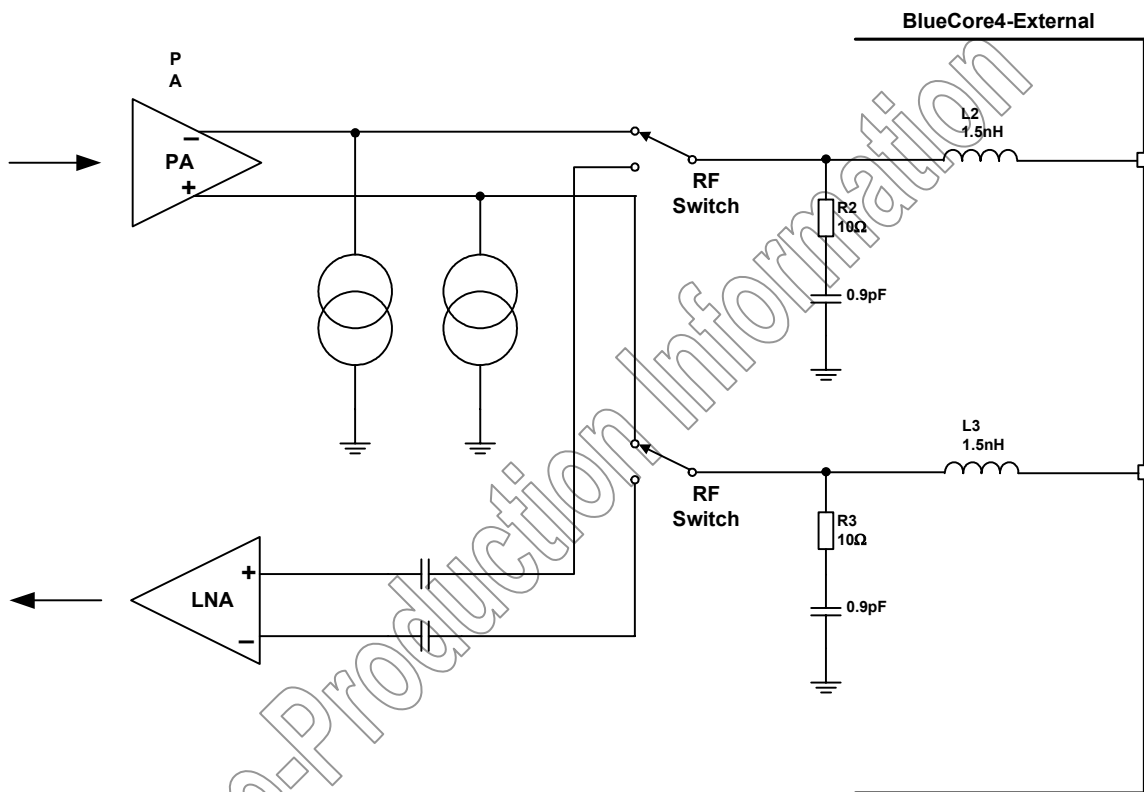 BlueCore4-External
P
A
PA
−
+
RF
Switch
L2
1.5nH
R2
10Ω
0.9pF
L3
1.5nH
RF
Switch
R3
10Ω
0.9pF
LNA
+
−
-Production Information